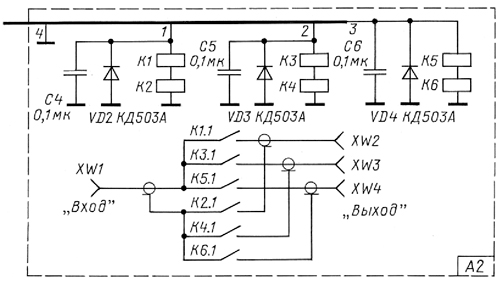 4 1 2 3
C4 0,1мк
VD2 КД503А
K1
K2
C5 0,1мк
VD3 КД503А
K3
K4
C6 0,1мк
VD4 КД503А
K5
K6
XW1
„Вход"
K1.1
K3.1
K5.1
K2.1
K4.1
K6.1
XW2
XW3
XW4
„Выход"
A2